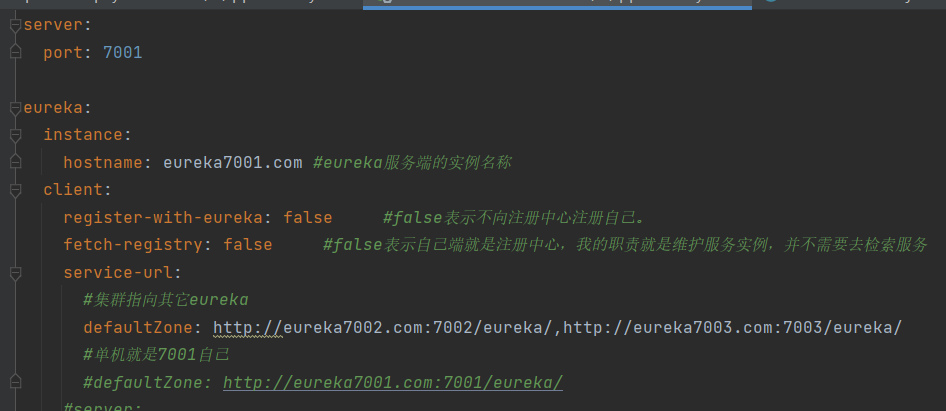 server:
  port: 7001

eureka:
  instance:
    hostname: eureka7001.com #eureka服务端的实例名称
  client:
    register-with-eureka: false     #false表示不向注册中心注册自己。
    fetch-registry: false     #false表示自己端就是注册中心，我的职责就是维护服务实例，并不需要去检索服务
    service-url:
      #集群指向其它eureka
      defaultZone: http://eureka7002.com:7002/eureka/,http://eureka7003.com:7003/eureka/
      #单机就是7001自己
      #defaultZone: http://eureka7001.com:7001/eureka/
    #server: